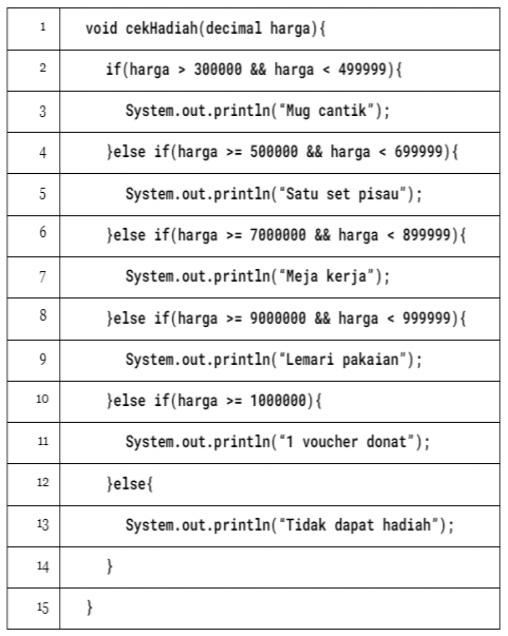 1 void cekHadiah(decimal harga){
2 if(harga > 300000 && harga < 499999){
3 System.out.println("Mug cantik");
4 }else if(harga >= 500000 && harga < 699999){
5 System.out.println("Satu set pisau");
6 }else if(harga >= 7000000 && harga < 899999){
7 System.out.println("Meja kerja");
8 }else if(harga >= 9000000 && harga < 999999){
9 System.out.println("Lemari pakaian");
10 }else if(harga >= 1000000){
11 System.out.println("1 voucher donat");
12 }else{
13 System.out.println("Tidak dapat hadiah");
14 }
15 }